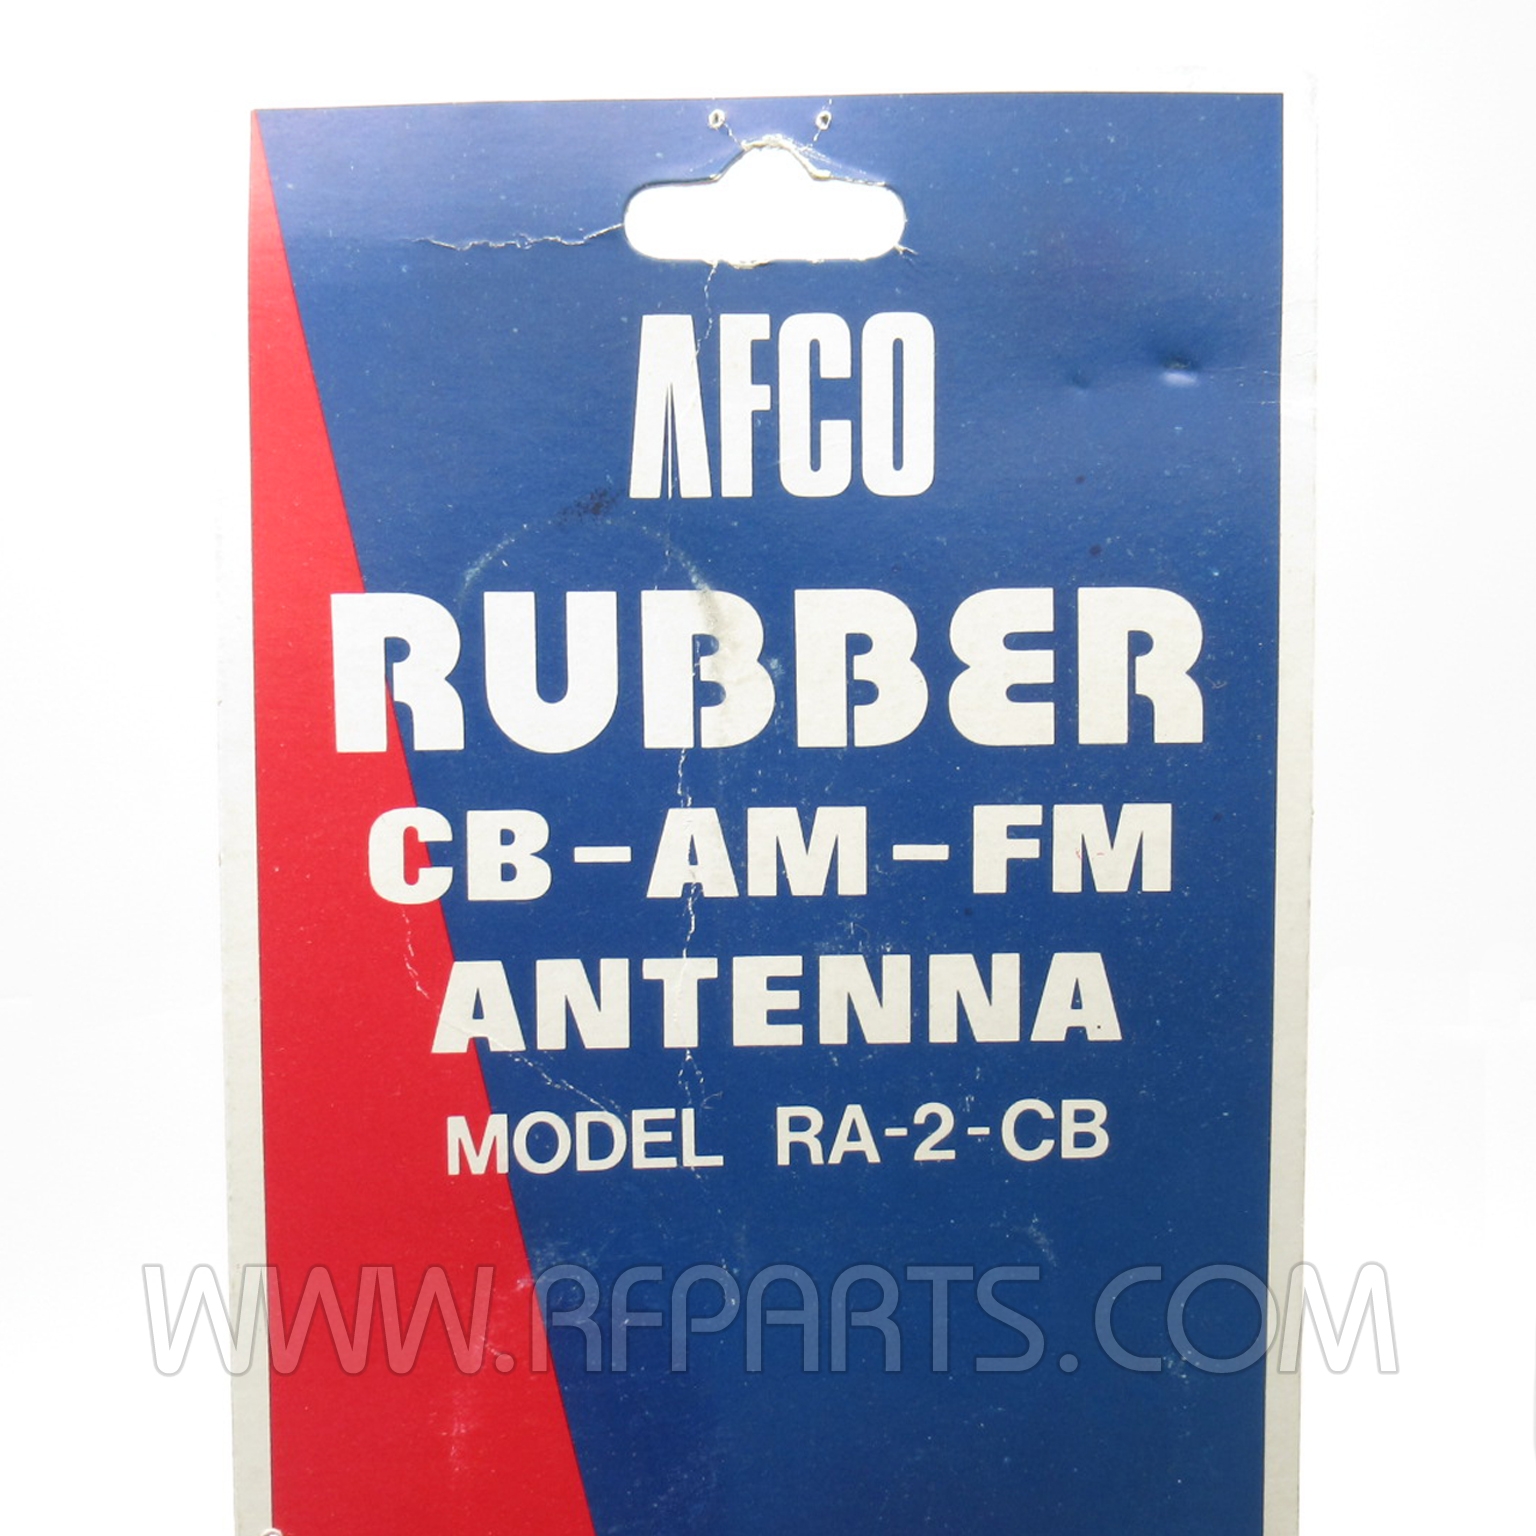 AFCO
RUBBER
CB-AM-FM
ANTENNA
MODEL RA-2-CB
WWW.RFPARTS.COM